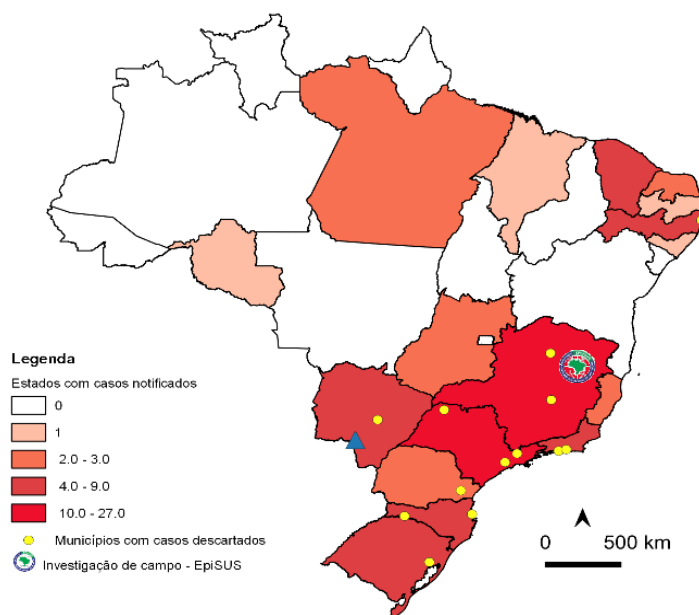 Legenda
Estados com casos notificados
0
1
2.0 - 3.0
4.0 - 9.0
10.0 - 27.0
Municípios com casos descartados
Investigação de campo - EpiSUS
0 500 km